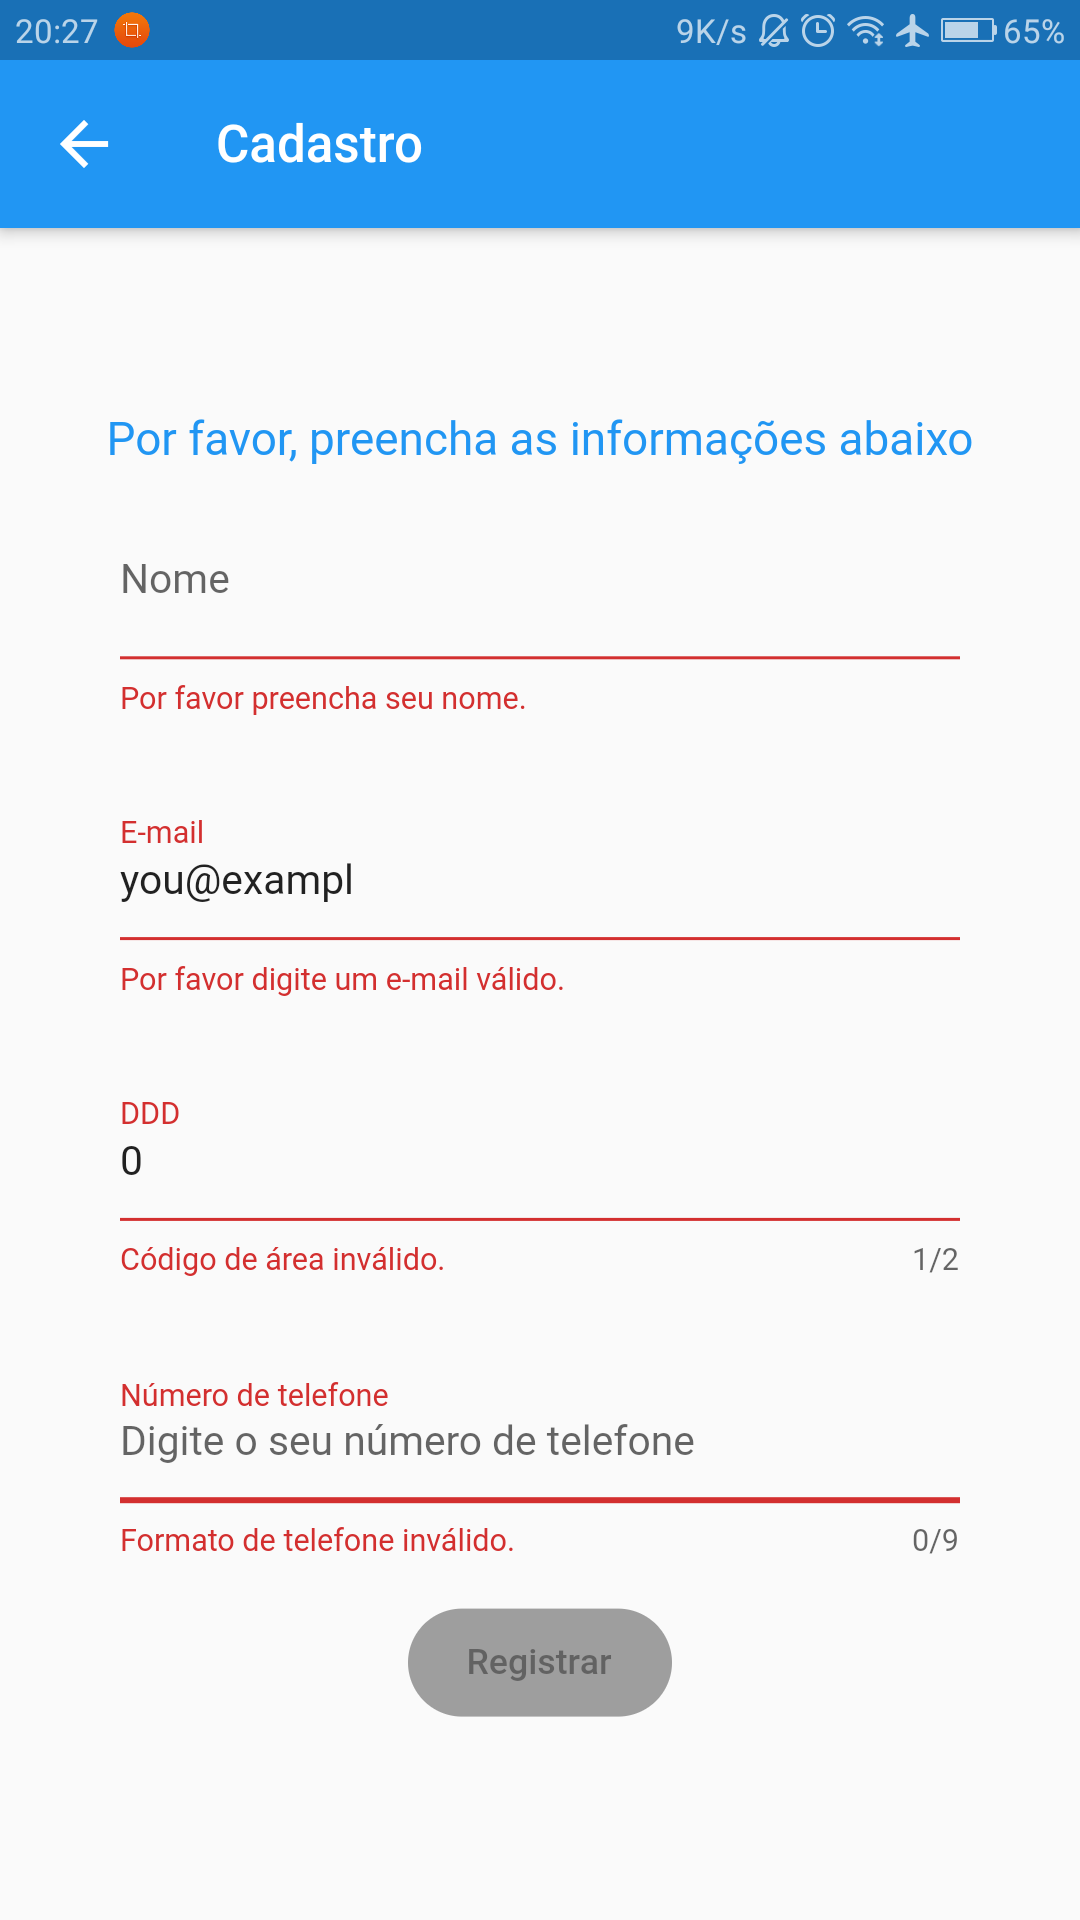 20:27 9K/s 65%
Cadastro
Por favor, preencha as informações abaixo
Nome
Por favor preencha seu nome.
E-mail
you@exampl
Por favor digite um e-mail válido.
DDD
0
Código de área inválido. 1/2
Número de telefone
Digite o seu número de telefone
Formato de telefone inválido. 0/9
Registrar